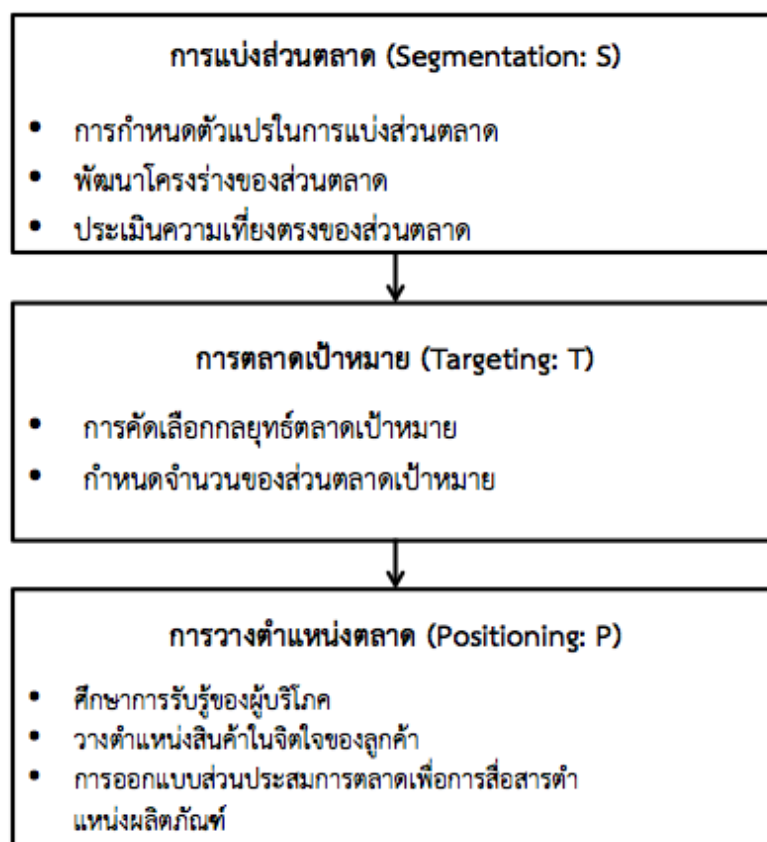 การแบ่งส่วนตลาด (Segmentation: S)
• การกำหนดตัวแปรในการแบ่งส่วนตลาด
• พัฒนาโครงร่างของส่วนตลาด
• ประเมินความเที่ยงตรงของส่วนตลาด
การตลาดเป้าหมาย (Targeting: T)
• การคัดเลือกกลยุทธ์ตลาดเป้าหมาย
• กำหนดจำนวนของส่วนตลาดเป้าหมาย
การวางตำแหน่งตลาด (Positioning: P)
• ศึกษาการรับรู้ของผู้บริโภค
• วางตำแหน่งสินค้าในจิตใจของลูกค้า
• การออกแบบส่วนประสมการตลาดเพื่อการสื่อสารตำ
แหน่งผลิตภัณฑ์